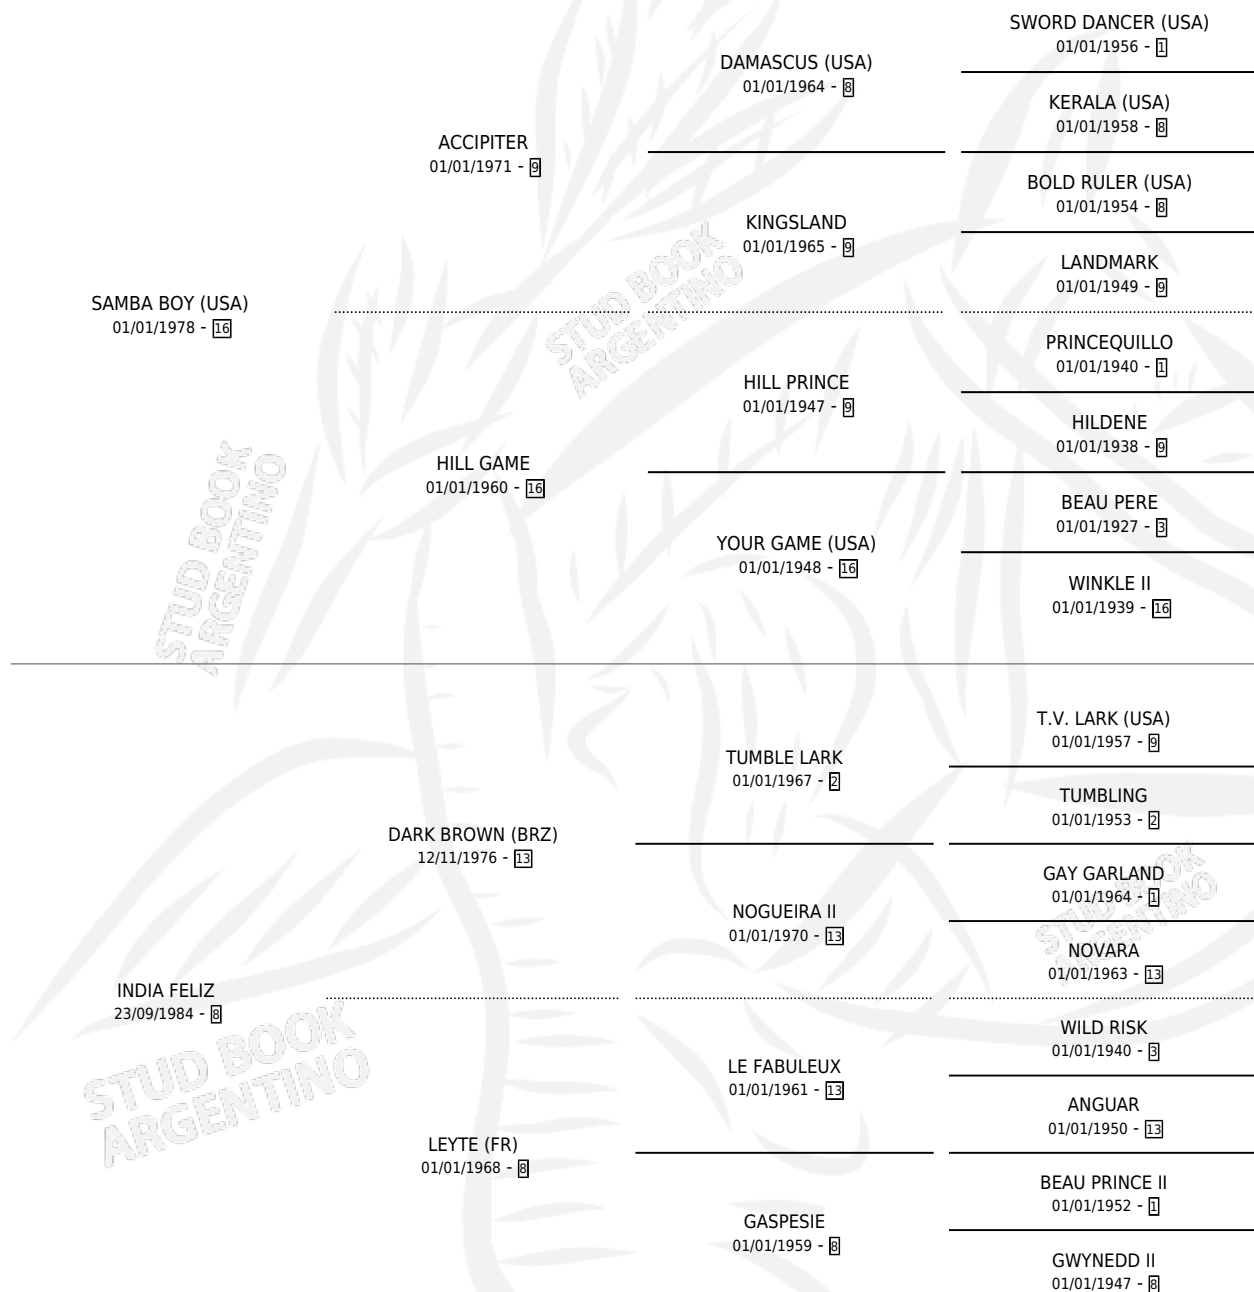 SWORD DANCER (USA)
01/01/1956 - 1
DAMASCUS (USA)
01/01/1964 - 8
KERALA (USA)
01/01/1958 - 8
ACCIPITER
01/01/1971 - 9
BOLD RULER (USA)
01/01/1954 - 8
KINGSLAND
01/01/1965 - 9
LANDMARK
01/01/1949 - 9
SAMBA BOY (USA)
01/01/1978 - 16
PRINCEQUILLO
01/01/1940 - 1
HILL PRINCE
01/01/1947 - 9
HILDENE
01/01/1938 - 9
HILL GAME
01/01/1960 - 16
BEAU PERE
01/01/1927 - 3
YOUR GAME (USA)
01/01/1948 - 16
WINKLE II
01/01/1939 - 16
T.V. LARK (USA)
01/01/1957 - 9
TUMBLE LARK
01/01/1967 - 2
TUMBLING
01/01/1953 - 2
DARK BROWN (BRZ)
12/11/1976 - 13
GAY GARLAND
01/01/1964 - 1
NOGUEIRA II
01/01/1970 - 13
NOVARA
01/01/1963 - 13
INDIA FELIZ
23/09/1984 - 8
WILD RISK
01/01/1940 - 3
LE FABULEUX
01/01/1961 - 13
ANGUAR
01/01/1950 - 13
LEYTE (FR)
01/01/1968 - 8
BEAU PRINCE II
01/01/1952 - 1
GASPESIE
01/01/1959 - 8
GWYNEDD II
01/01/1947 - 8
STUD BOOK
ARGENTINO
STUD BOOK
ARGENTINO
STUD BOOK
ARGENTINO
STUD BOOK
ARGENTINO